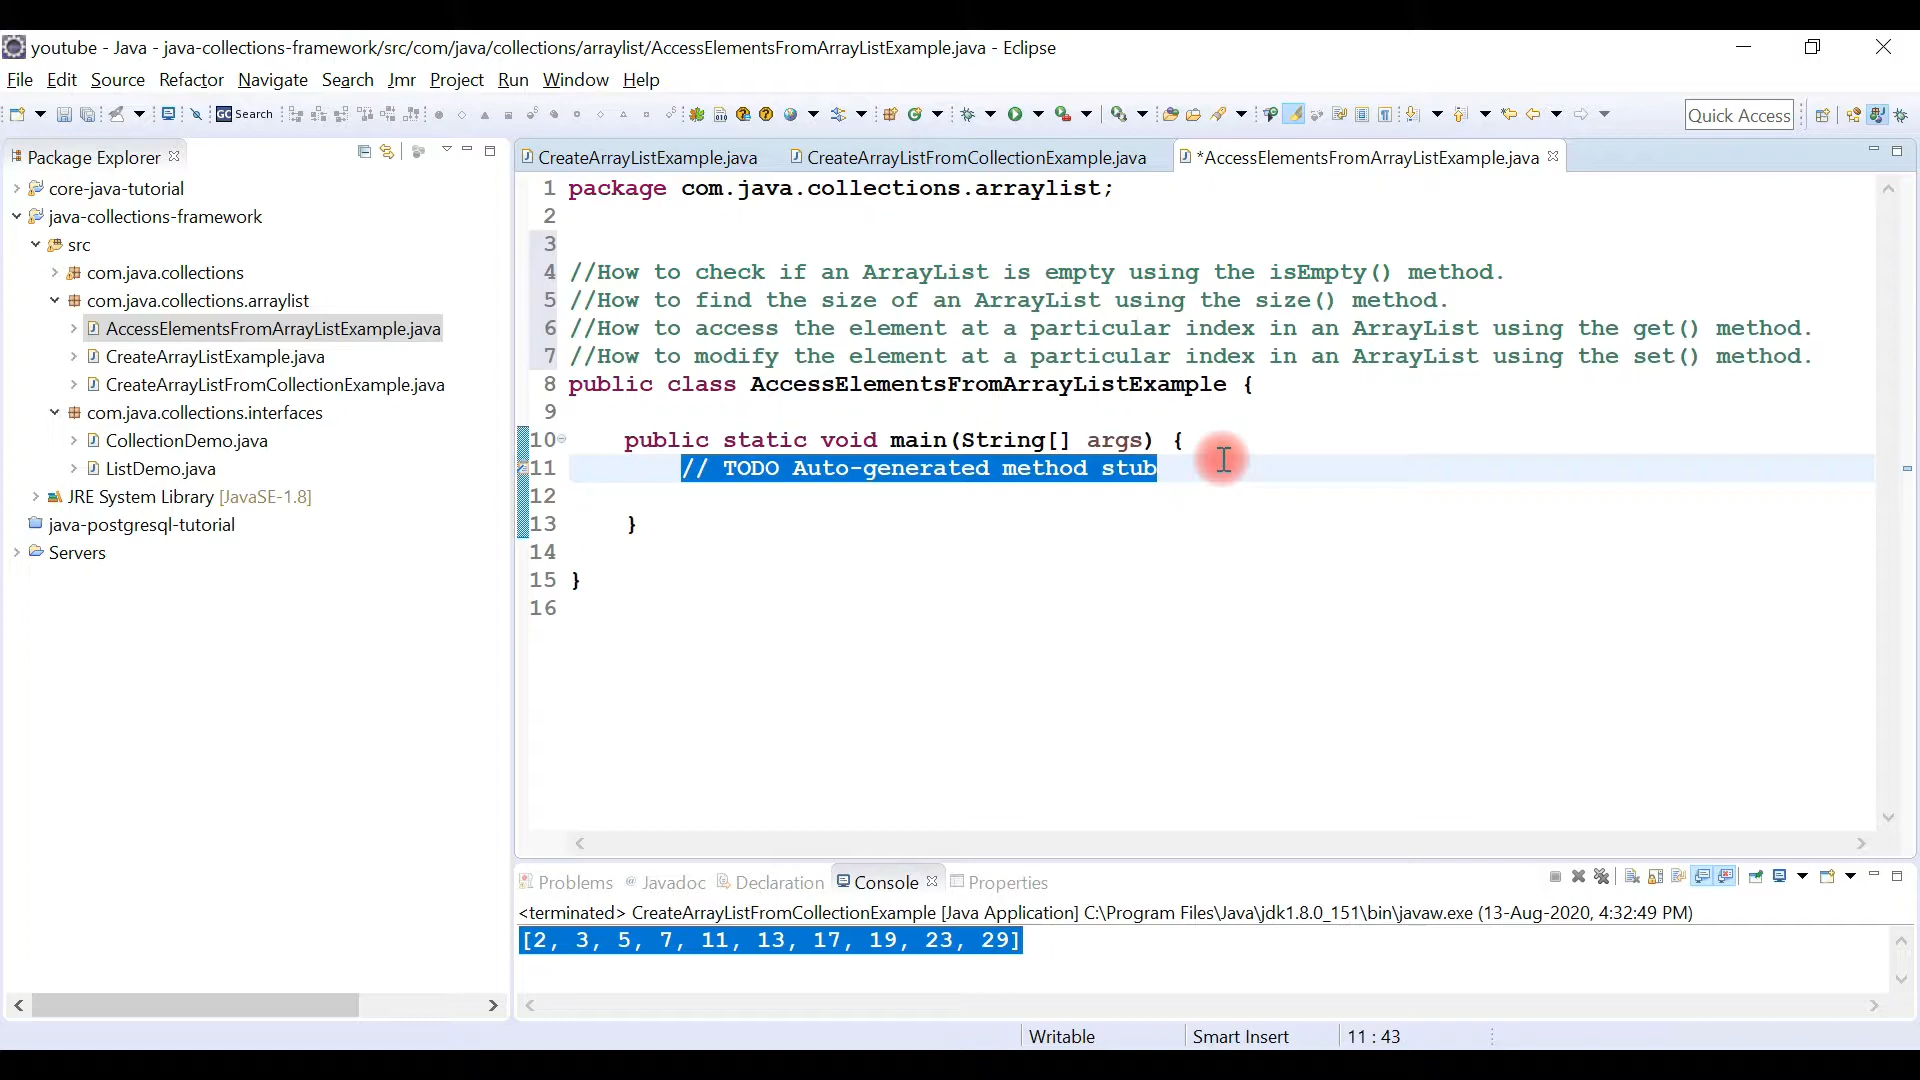 youtube - Java - java-collections-framework/src/com/java/collections/arraylist/AccessElementsFromArrayListExample.java - Eclipse
File Edit Source Refactor Navigate Search Jmr Project Run Window Help
GC Search
Quick Access
Package Explorer
CreateArrayListExample.java CreateArrayListFromCollectionExample.java *AccessElementsFromArrayListExample.java
core-java-tutorial
java-collections-framework
src
com.java.collections
com.java.collections.arraylist
AccessElementsFromArrayListExample.java
CreateArrayListExample.java
CreateArrayListFromCollectionExample.java
com.java.collections.interfaces
CollectionDemo.java
ListDemo.java
JRE System Library [JavaSE-1.8]
java-postgresql-tutorial
Servers
1 package com.java.collections.arraylist;
2
3
4 //How to check if an ArrayList is empty using the isEmpty() method.
5 //How to find the size of an ArrayList using the size() method.
6 //How to access the element at a particular index in an ArrayList using the get() method.
7 //How to modify the element at a particular index in an ArrayList using the set() method.
8 public class AccessElementsFromArrayListExample {
9
10 public static void main(String[] args) {
11 // TODO Auto-generated method stub
12
13 }
14
15 }
16
Problems @ Javadoc Declaration Console Properties
<terminated> CreateArrayListFromCollectionExample [Java Application] C:\Program Files\Java\jdk1.8.0_151\bin\javaw.exe (13-Aug-2020, 4:32:49 PM)
[2, 3, 5, 7, 11, 13, 17, 19, 23, 29]
Writable Smart Insert 11 : 43